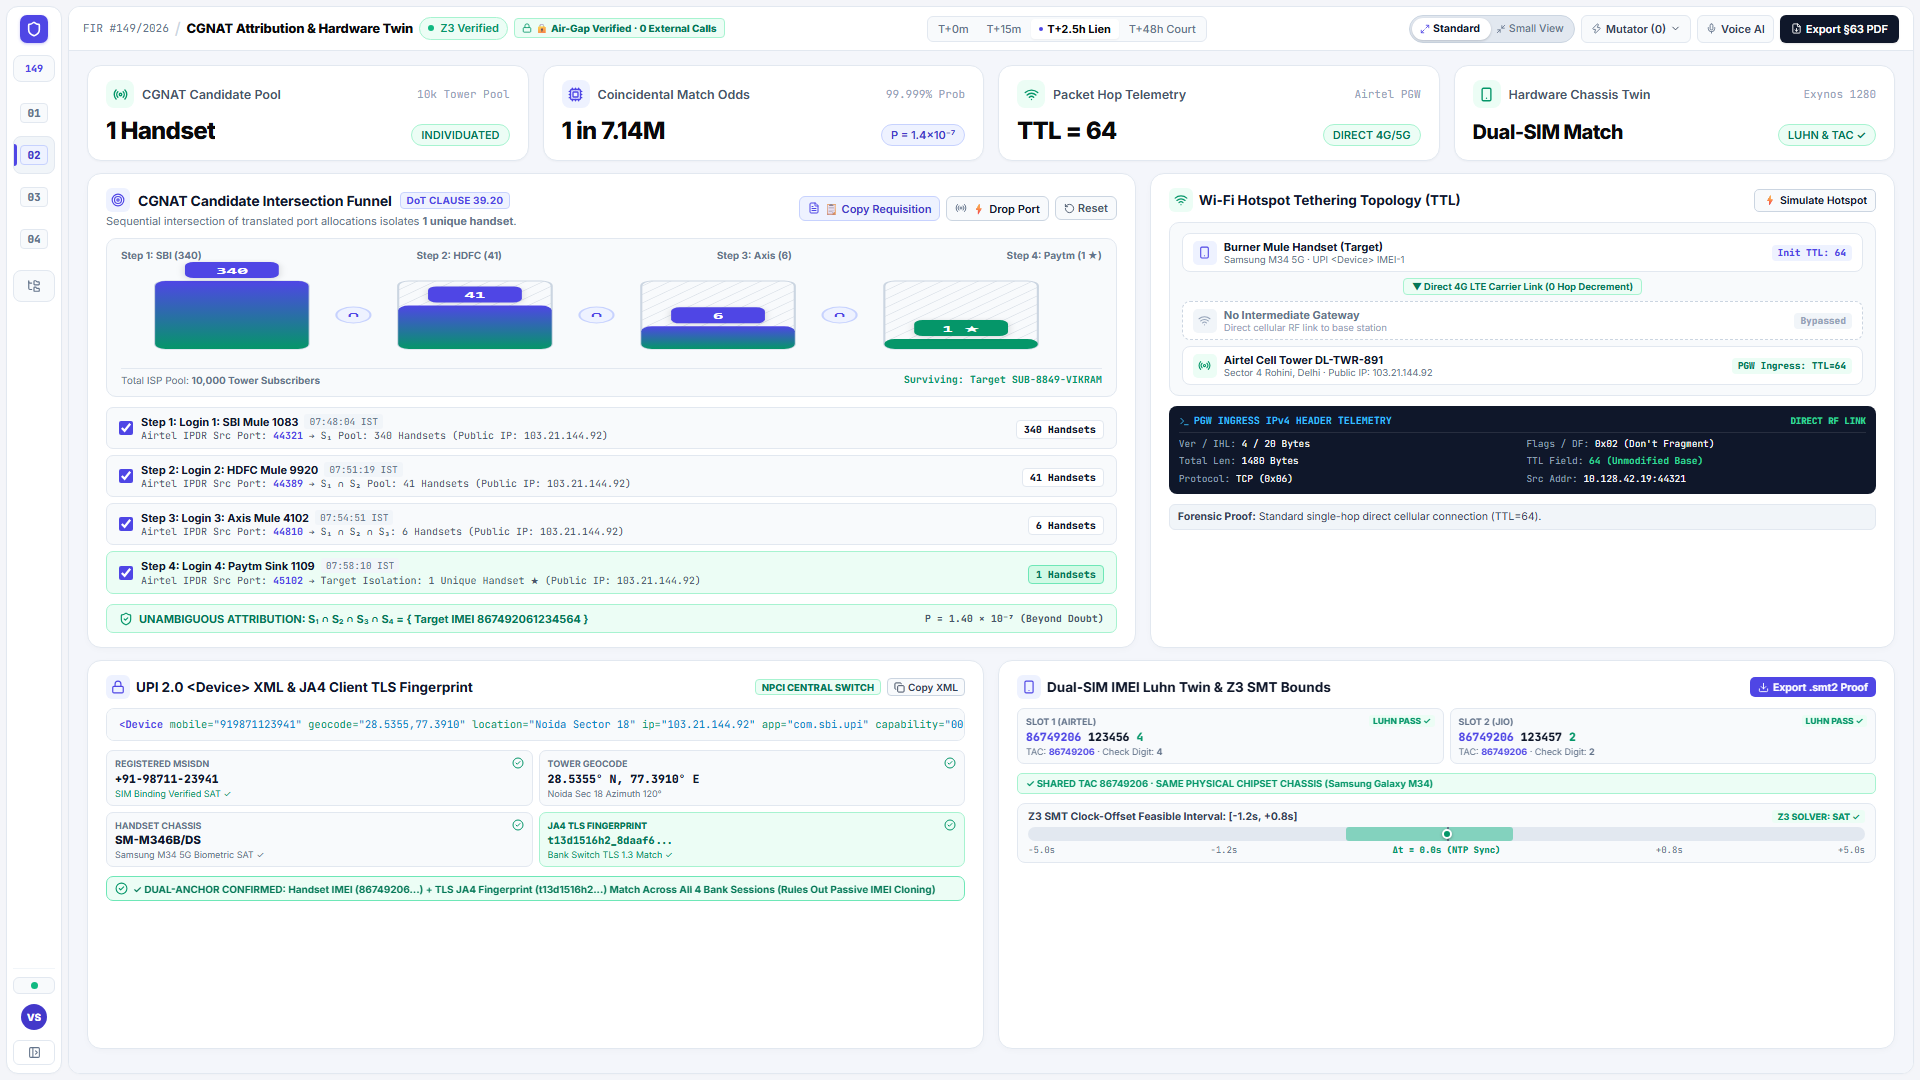 FIR #149/2026 / CGNAT Attribution & Hardware Twin
Z3 Verified
🔒 Air-Gap Verified · 0 External Calls
T+0m
T+15m
• T+2.5h Lien
T+48h Court
Standard
Small View
Mutator (0)
Voice AI
Export §63 PDF
149
01
02
03
04
VS
CGNAT Candidate Pool
10k Tower Pool
1 Handset
INDIVIDUATED
Coincidental Match Odds
99.999% Prob
1 in 7.14M
P = 1.4×10⁻⁷
Packet Hop Telemetry
Airtel PGW
TTL = 64
DIRECT 4G/5G
Hardware Chassis Twin
Exynos 1280
Dual-SIM Match
LUHN & TAC ✓
CGNAT Candidate Intersection Funnel
DoT CLAUSE 39.20
Sequential intersection of translated port allocations isolates 1 unique handset.
📋 Copy Requisition
⚡ Drop Port
Reset
Step 1: SBI (340)
Step 2: HDFC (41)
Step 3: Axis (6)
Step 4: Paytm (1 ★)
340
∩
41
∩
6
∩
1 ★
Total ISP Pool: 10,000 Tower Subscribers
Surviving: Target SUB-8849-VIKRAM
Step 1: Login 1: SBI Mule 1083 07:48:04 IST
Airtel IPDR Src Port: 44321 → S₁ Pool: 340 Handsets (Public IP: 103.21.144.92)
340 Handsets
Step 2: Login 2: HDFC Mule 9920 07:51:19 IST
Airtel IPDR Src Port: 44389 → S₁ ∩ S₂ Pool: 41 Handsets (Public IP: 103.21.144.92)
41 Handsets
Step 3: Login 3: Axis Mule 4102 07:54:51 IST
Airtel IPDR Src Port: 44810 → S₁ ∩ S₂ ∩ S₃: 6 Handsets (Public IP: 103.21.144.92)
6 Handsets
Step 4: Login 4: Paytm Sink 1109 07:58:10 IST
Airtel IPDR Src Port: 45102 → Target Isolation: 1 Unique Handset ★ (Public IP: 103.21.144.92)
1 Handsets
UNAMBIGUOUS ATTRIBUTION: S₁ ∩ S₂ ∩ S₃ ∩ S₄ = { Target IMEI 867492061234564 }
P = 1.40 × 10⁻⁷ (Beyond Doubt)
Wi-Fi Hotspot Tethering Topology (TTL)
⚡ Simulate Hotspot
Burner Mule Handset (Target)
Samsung M34 5G · UPI <Device> IMEI-1
Init TTL: 64
▼ Direct 4G LTE Carrier Link (0 Hop Decrement)
No Intermediate Gateway
Direct cellular RF link to base station
Bypassed
Airtel Cell Tower DL-TWR-891
Sector 4 Rohini, Delhi · Public IP: 103.21.144.92
PGW Ingress: TTL=64
PGW INGRESS IPv4 HEADER TELEMETRY
DIRECT RF LINK
Ver / IHL: 4 / 20 Bytes
Flags / DF: 0x02 (Don't Fragment)
Total Len: 1480 Bytes
TTL Field: 64 (Unmodified Base)
Protocol: TCP (0x06)
Src Addr: 10.128.42.19:44321
Forensic Proof: Standard single-hop direct cellular connection (TTL=64).
UPI 2.0 <Device> XML & JA4 Client TLS Fingerprint
NPCI CENTRAL SWITCH
Copy XML
<Device mobile="919871123941" geocode="28.5355,77.3910" location="Noida Sector 18" ip="103.21.144.92" app="com.sbi.upi" capability="00
REGISTERED MSISDN
+91-98711-23941
SIM Binding Verified SAT ✓
TOWER GEOCODE
28.5355° N, 77.3910° E
Noida Sec 18 Azimuth 120°
HANDSET CHASSIS
SM-M346B/DS
Samsung M34 5G Biometric SAT ✓
JA4 TLS FINGERPRINT
t13d1516h2_8daaf6...
Bank Switch TLS 1.3 Match ✓
✓ DUAL-ANCHOR CONFIRMED: Handset IMEI (86749206...) + TLS JA4 Fingerprint (t13d1516h2...) Match Across All 4 Bank Sessions (Rules Out Passive IMEI Cloning)
Dual-SIM IMEI Luhn Twin & Z3 SMT Bounds
Export .smt2 Proof
SLOT 1 (AIRTEL)
LUHN PASS ✓
86749206 123456 4
TAC: 86749206 · Check Digit: 4
SLOT 2 (JIO)
LUHN PASS ✓
86749206 123457 2
TAC: 86749206 · Check Digit: 2
✓ SHARED TAC 86749206 · SAME PHYSICAL CHIPSET CHASSIS (Samsung Galaxy M34)
Z3 SMT Clock-Offset Feasible Interval: [-1.2s, +0.8s]
Z3 SOLVER: SAT ✓
-5.0s
-1.2s
Δt = 0.0s (NTP Sync)
+0.8s
+5.0s